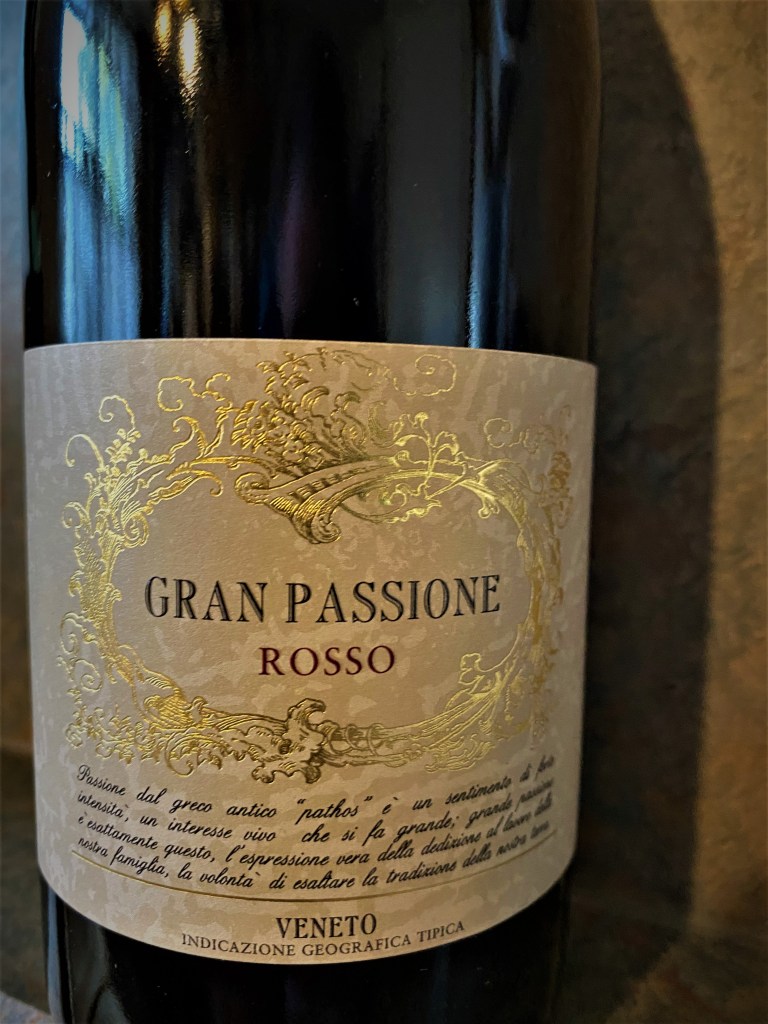 GRAN PASSIONE
ROSSO
Passione dal greco antico "pathos" è un sentimento di forte
intensità, un interesse vivo che si fa grande; grande passione
è esattamente questo, l'espressione vera della dedizione al lavoro della
nostra famiglia, la volontà di esaltare la tradizione della nostra terra.
VENETO
INDICAZIONE GEOGRAFICA TIPICA